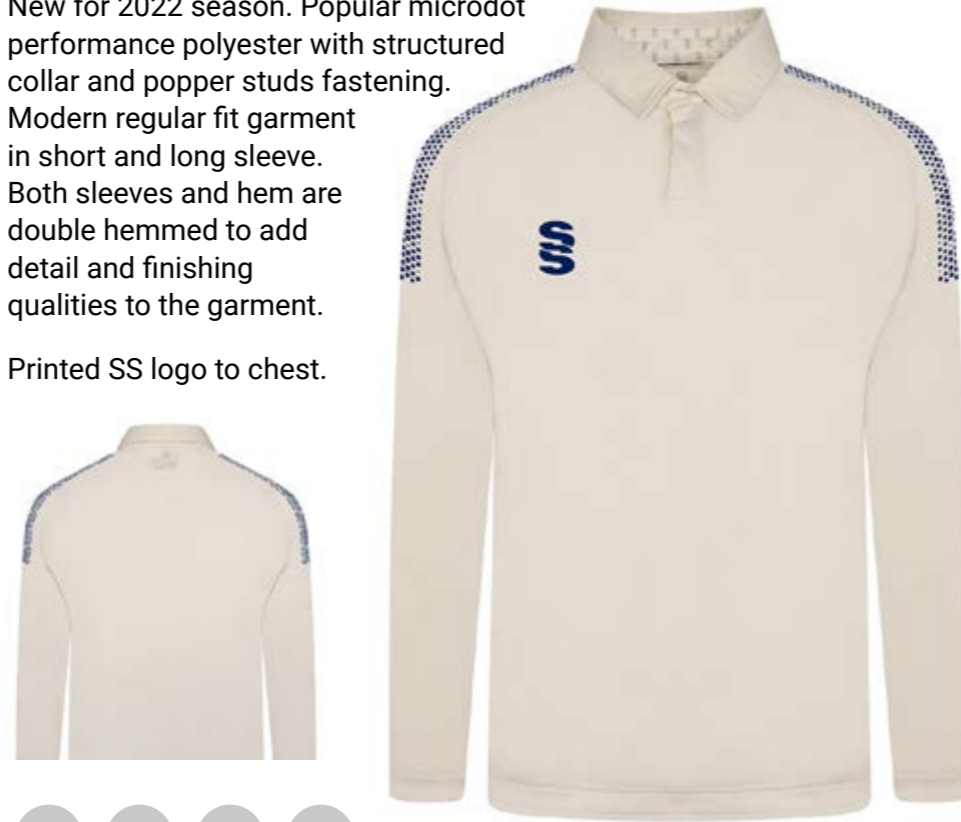 New for 2022 season. Popular microdot
performance polyester with structured
collar and popper studs fastening.
Modern regular fit garment
in short and long sleeve.
Both sleeves and hem are
double hemmed to add
detail and finishing
qualities to the garment.
Printed SS logo to chest.
SS